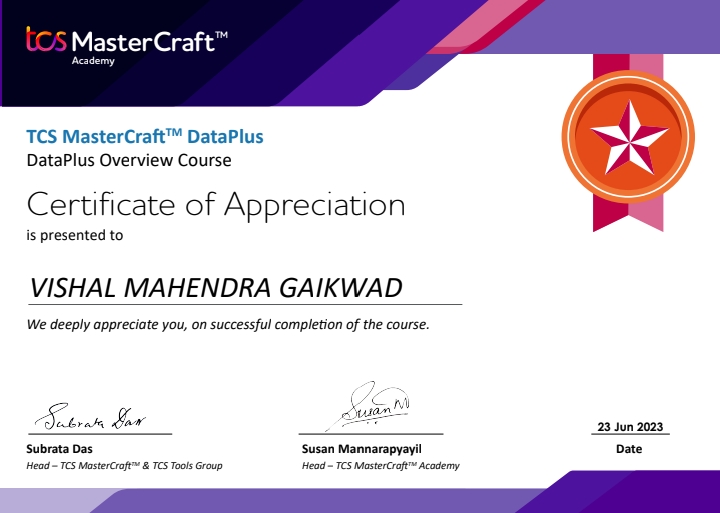 tcs MasterCraft™
Academy
TCS MasterCraft™ DataPlus
DataPlus Overview Course
Certificate of Appreciation
is presented to
VISHAL MAHENDRA GAIKWAD
We deeply appreciate you, on successful completion of the course.
Subrata Das
Susan M
23 Jun 2023
Subrata Das
Susan Mannarapyayil
Date
Head – TCS MasterCraft™ & TCS Tools Group
Head – TCS MasterCraft™ Academy